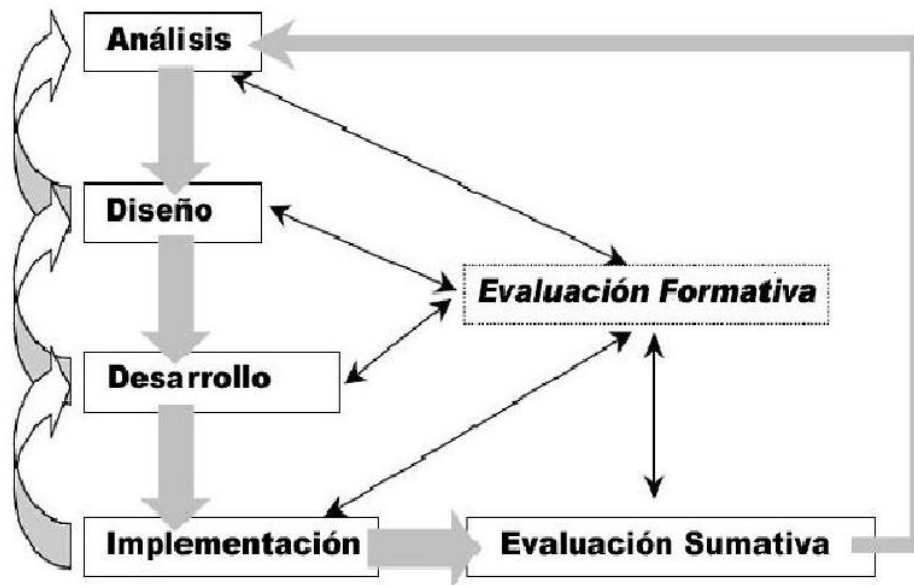 Análisis
Diseño
Evaluación Formativa
Desarrollo
Implementación
Evaluación Sumativa